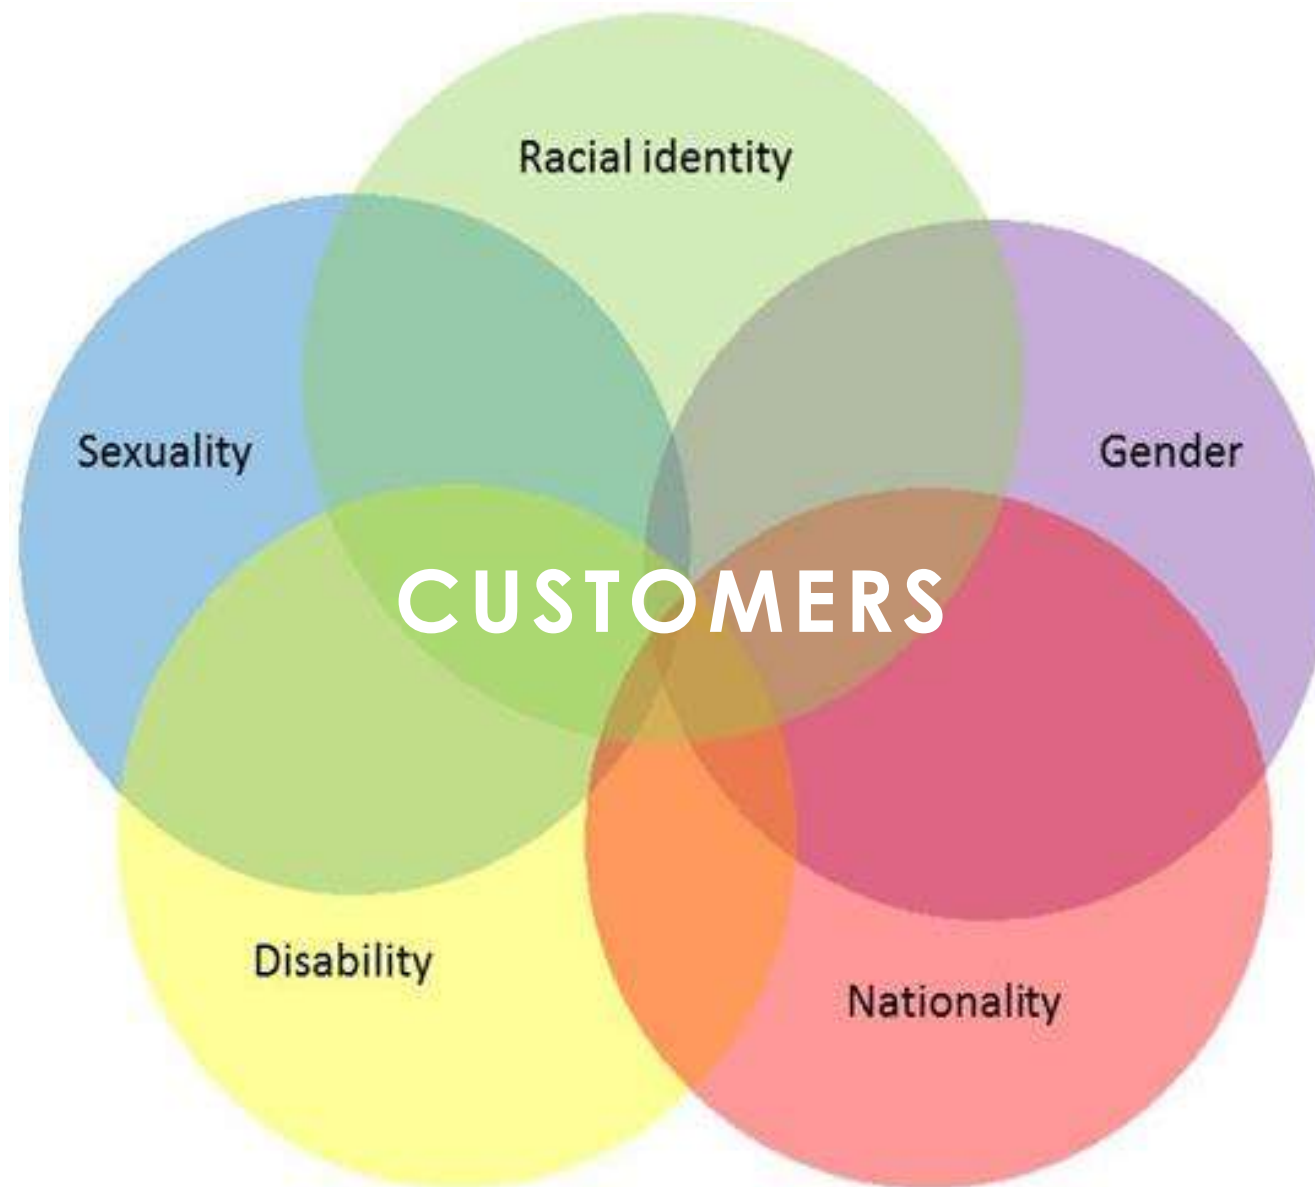 Racial identity
Sexuality
Gender
CUSTOMERS
Disability
Nationality